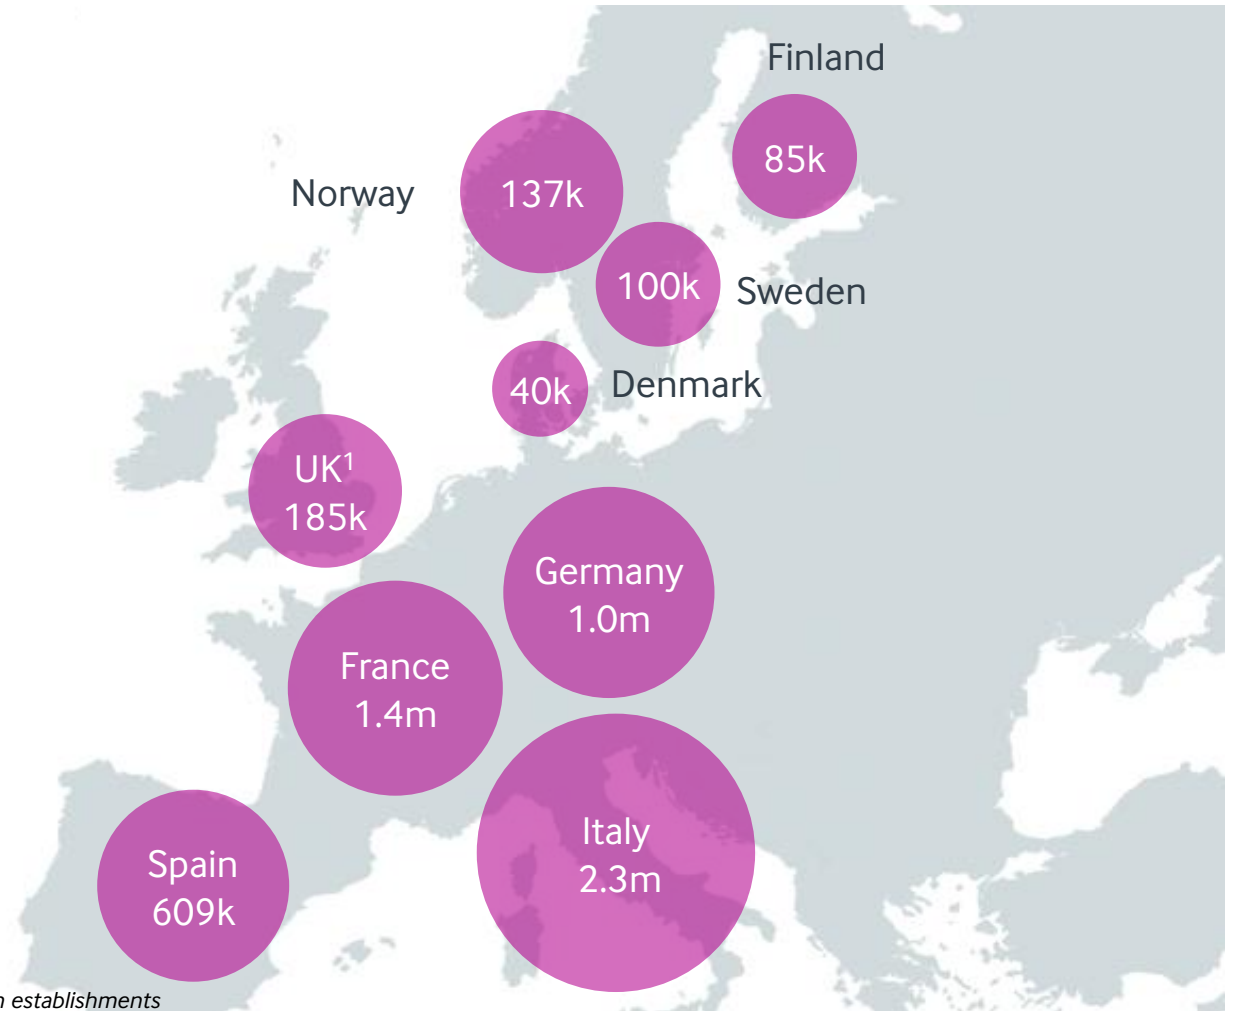 Finland
85k
Norway
137k
100k
Sweden
40k
Denmark
UK¹
185k
Germany
1.0m
France
1.4m
Italy
2.3m
Spain
609k
establishments